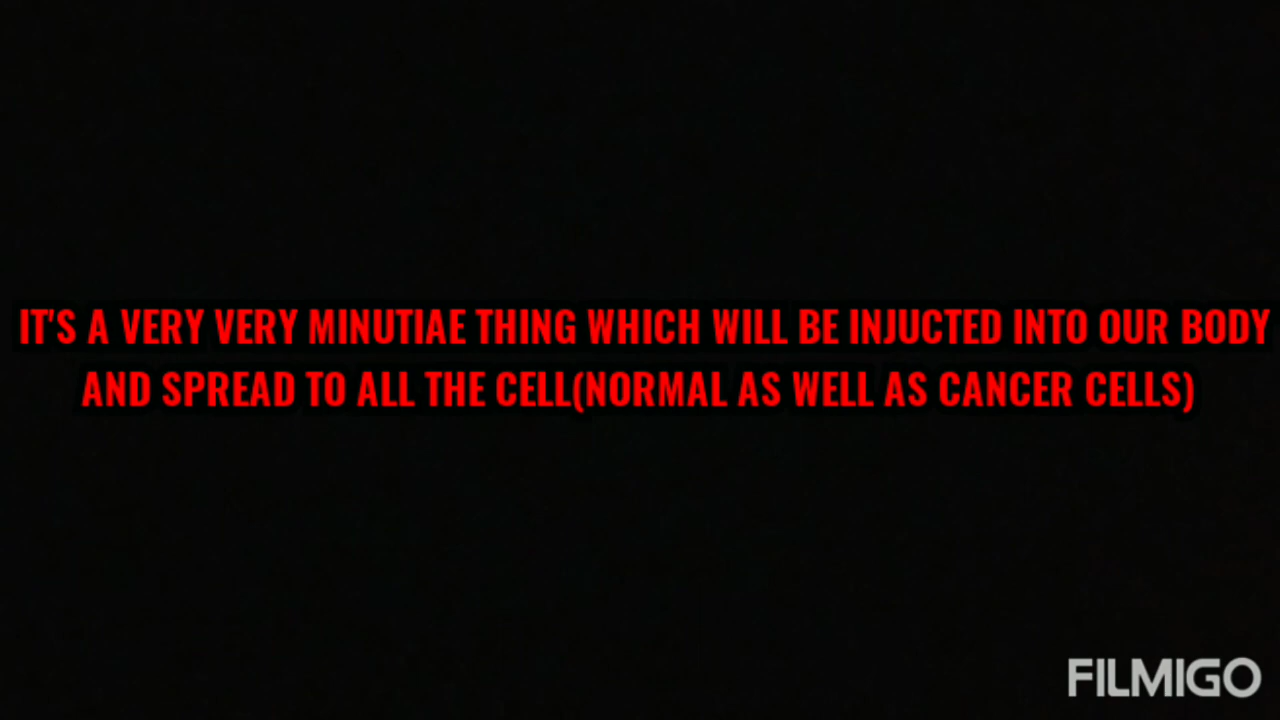 IT'S A VERY VERY MINUTIAE THING WHICH WILL BE INJUCTED INTO OUR BODY
AND SPREAD TO ALL THE CELL(NORMAL AS WELL AS CANCER CELLS)
FILMIGO